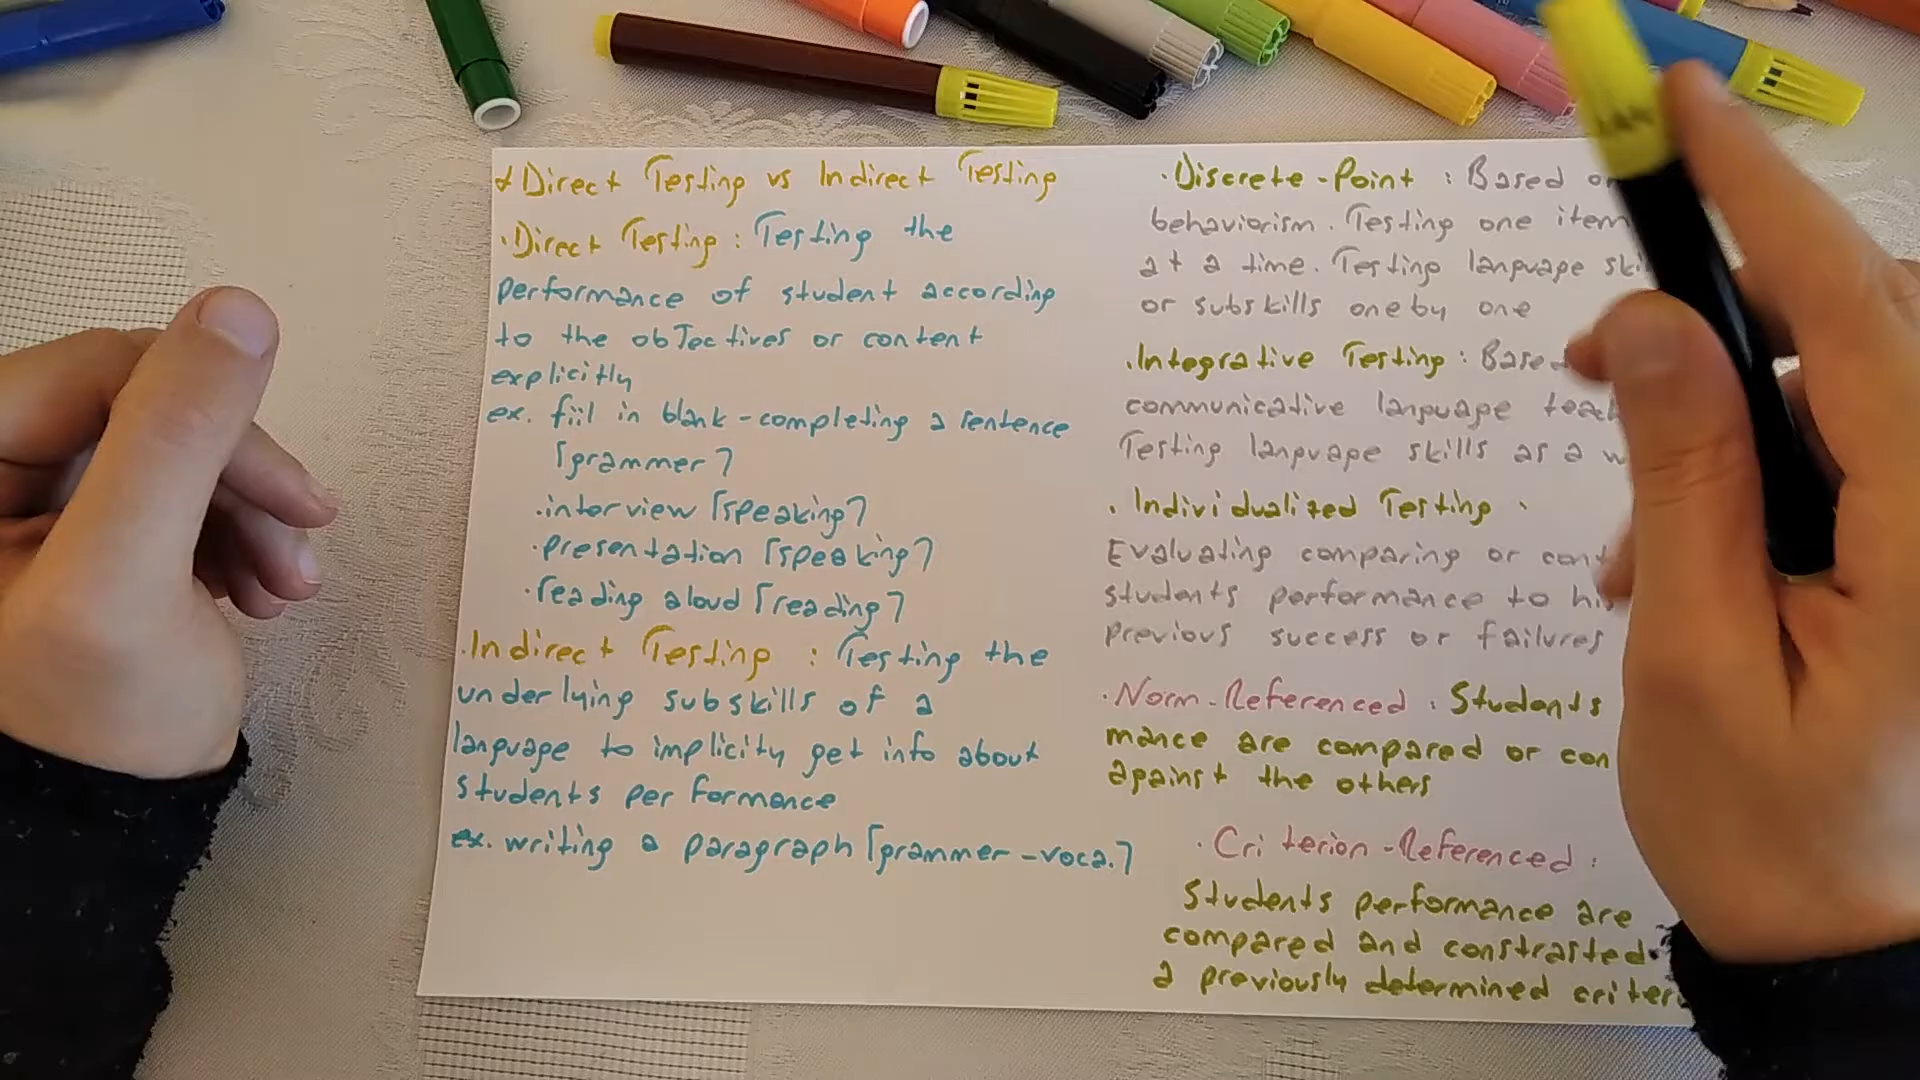 Direct Testing vs Indirect Testing
·Direct Testing: Testing the
performance of student according
to the objectives or content
explicitly
ex. fiil in blank-completing a sentence
[grammer]
·interview [speaking]
·presentation [speaking]
·reading aloud [reading]
·Indirect Testing : Testing the
underlying subskills of a
language to implicity get info about
students performance
ex. writing a paragraph [grammer-voca.]
·Discrete-Point : Based
behaviorism. Testing one item
at a time. Testing language
or subskills one by one
·Integrative Testing :
communicative language
Testing language skills as a
· Individualized Testing
Evaluating comparing or
students performance to
previous success or failures
·Norm-Referenced : Students
mance are compared or
against the others
·Criterion-Referenced:
Students performance are
compared and constrasted
a previously determined